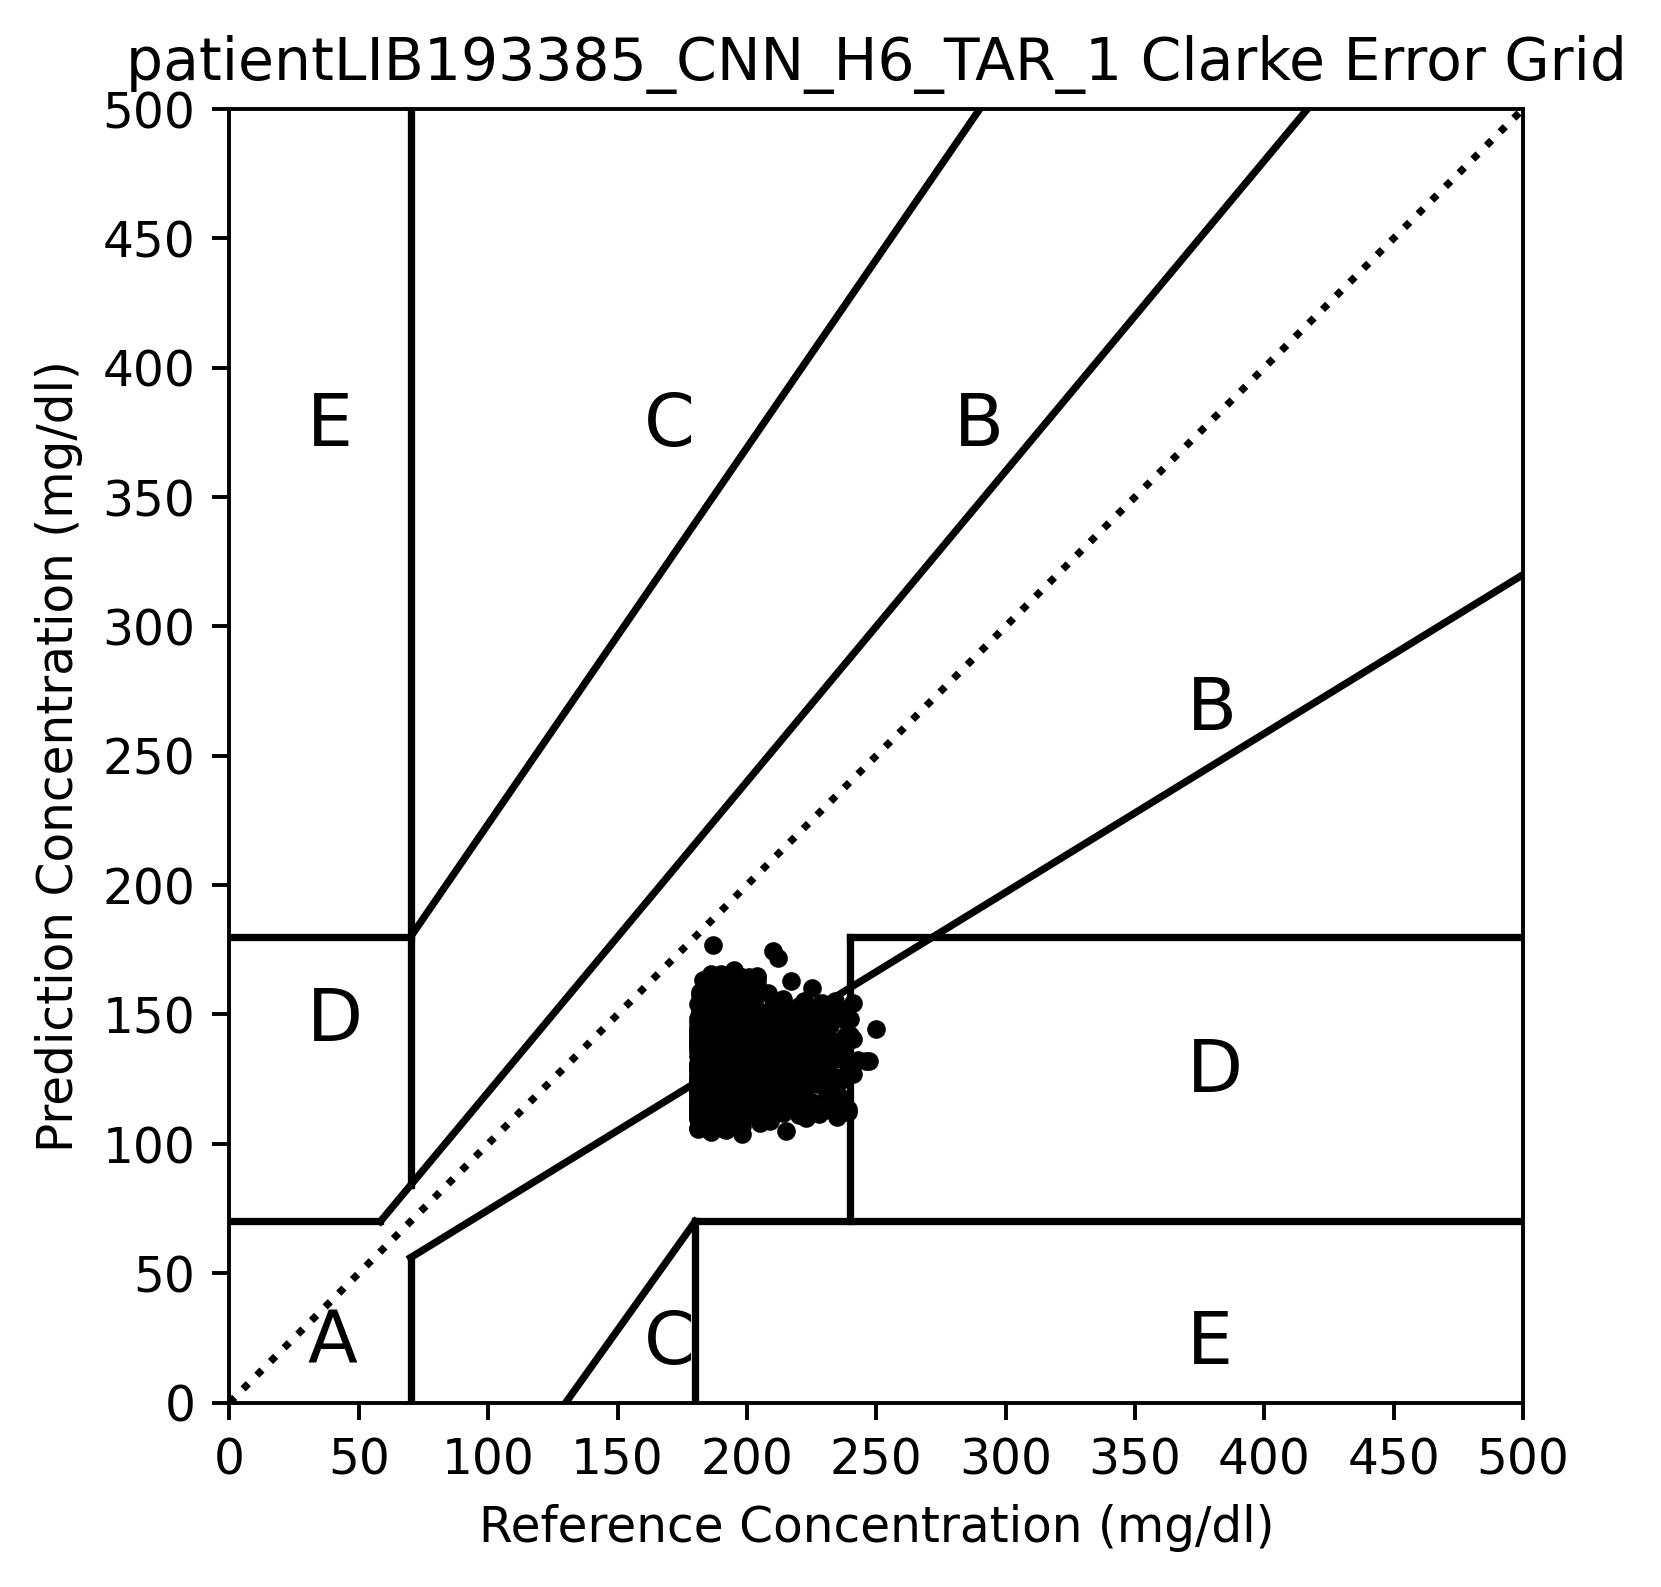 patientLIB193385_CNN_H6_TAR_1 Clarke Error Grid
500
450
400
350
300
250
200
150
100
50
0
Prediction Concentration (mg/dl)
E
C
B
B
D
D
A
C
E
0 50 100 150 200 250 300 350 400 450 500
Reference Concentration (mg/dl)